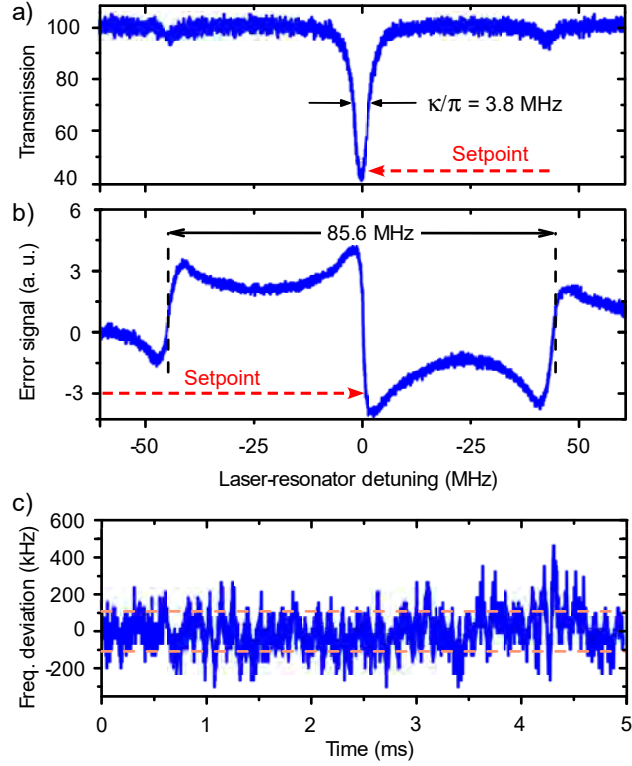 a)
100
80
60
40
Transmission
κ/π = 3.8 MHz
Setpoint
b)
6
3
0
-3
Error signal (a. u.)
85.6 MHz
Setpoint
-50 -25 0 -25 -50
Laser-resonator detuning (MHz)
c)
600
400
200
0
-200
Freq. deviation (kHz)
0 1 2 3 4 5
Time (ms)